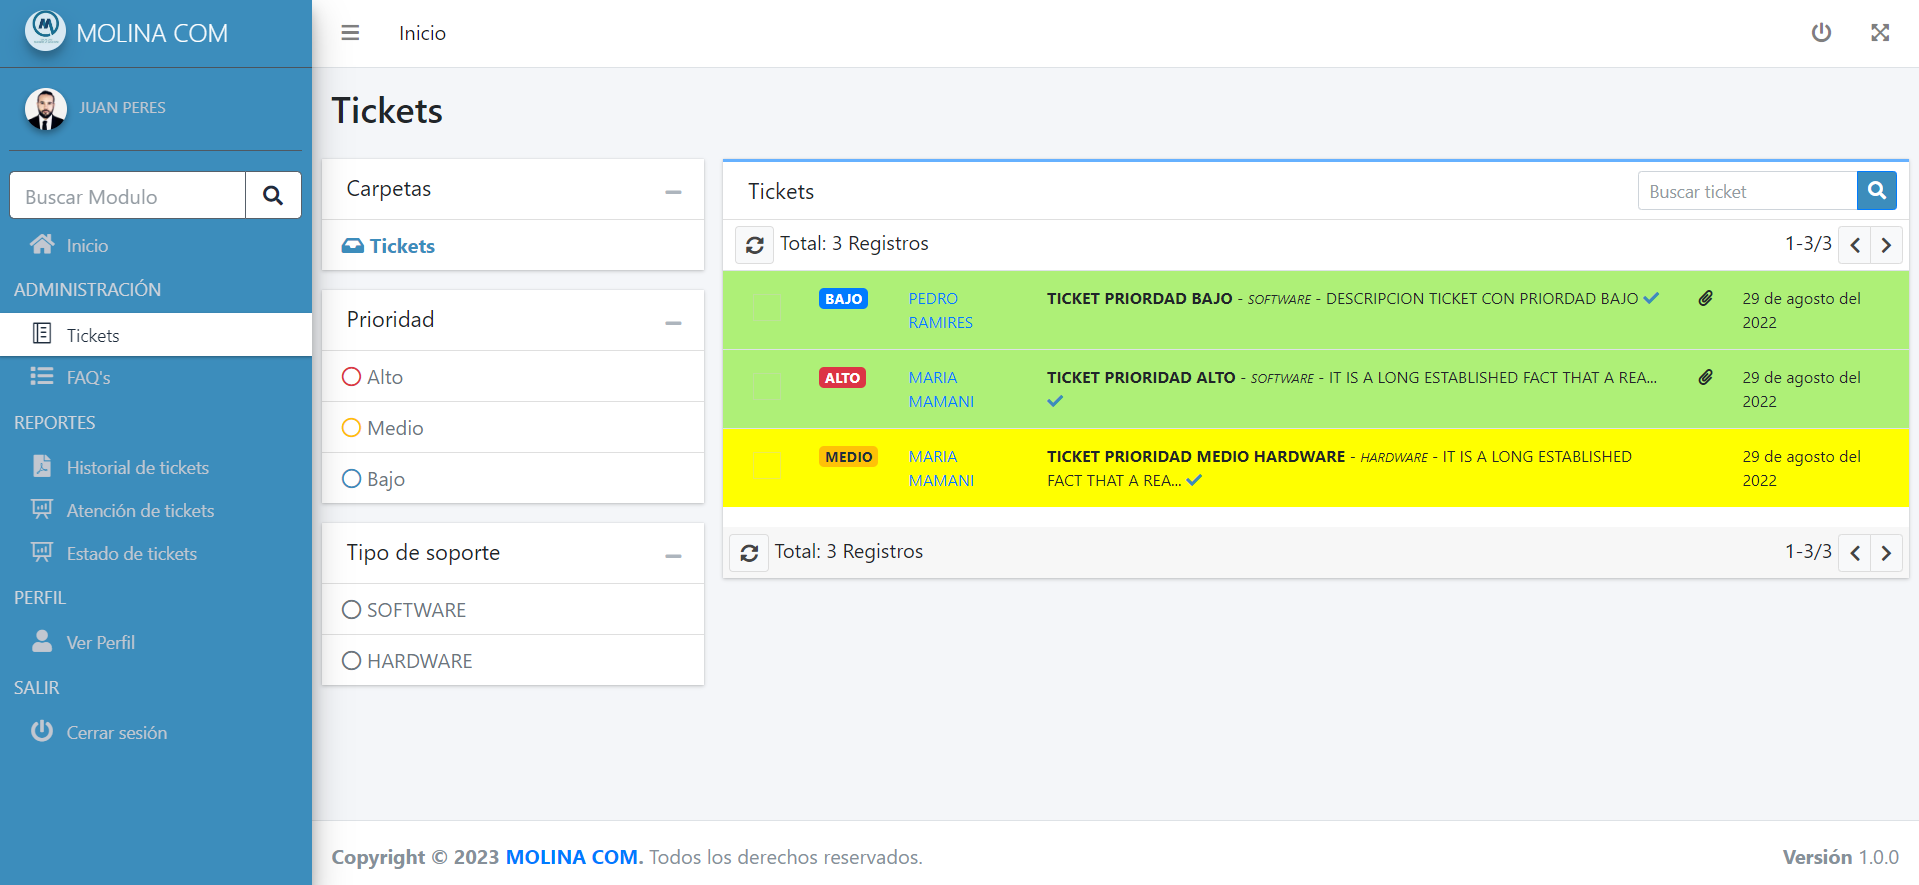 MOLINA COM
JUAN PERES
Buscar Modulo
Inicio
ADMINISTRACIÓN
Tickets
FAQ's
REPORTES
Historial de tickets
Atención de tickets
Estado de tickets
PERFIL
Ver Perfil
SALIR
Cerrar sesión
Inicio
Tickets
Carpetas
Tickets
Prioridad
Alto
Medio
Bajo
Tipo de soporte
SOFTWARE
HARDWARE
Tickets
Buscar ticket
Total: 3 Registros 1-3/3
BAJO PEDRO TICKET PRIORDAD BAJO - SOFTWARE - DESCRIPCION TICKET CON PRIORDAD BAJO 29 de agosto del
RAMIRES 2022
ALTO MARIA TICKET PRIORIDAD ALTO - SOFTWARE - IT IS A LONG ESTABLISHED FACT THAT A REA... 29 de agosto del
MAMANI 2022
MEDIO MARIA TICKET PRIORIDAD MEDIO HARDWARE - HARDWARE - IT IS A LONG ESTABLISHED 29 de agosto del
MAMANI FACT THAT A REA... 2022
Total: 3 Registros 1-3/3
Copyright © 2023 MOLINA COM. Todos los derechos reservados. Versión 1.0.0